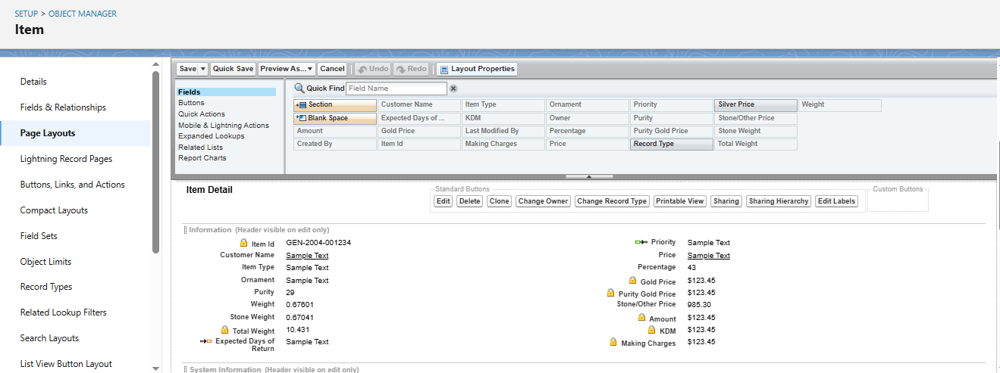 SETUP > OBJECT MANAGER
Item
Details
Fields & Relationships
Page Layouts
Lightning Record Pages
Buttons, Links, and Actions
Compact Layouts
Field Sets
Object Limits
Record Types
Related Lookup Filters
Search Layouts
List View Button Layout
Save Quick Save Preview As... Cancel Undo Redo Layout Properties
Fields
Buttons
Quick Actions
Mobile & Lightning Actions
Expanded Lookups
Related Lists
Report Charts
Quick Find Field Name
Section Customer Name Item Type Ornament Priority Silver Price Weight
Blank Space Expected Days of ... KDM Owner Purity Stone/Other Price
Amount Gold Price Last Modified By Percentage Purity Gold Price Stone Weight
Created By Item Id Making Charges Price Record Type Total Weight
Item Detail
Standard Buttons
Edit Delete Clone Change Owner Change Record Type Printable View Sharing Sharing Hierarchy Edit Labels
Custom Buttons
Information (Header visible on edit only)
Item Id GEN-2004-001234
Customer Name Sample Text
Item Type Sample Text
Ornament Sample Text
Purity 29
Weight 0.67601
Stone Weight 0.67041
Total Weight 10.431
Expected Days of Sample Text
Return
Priority Sample Text
Price Sample Text
Percentage 43
Gold Price $123.45
Purity Gold Price $123.45
Stone/Other Price 985.30
Amount $123.45
KDM $123.45
Making Charges $123.45
System Information (Header visible on edit only)